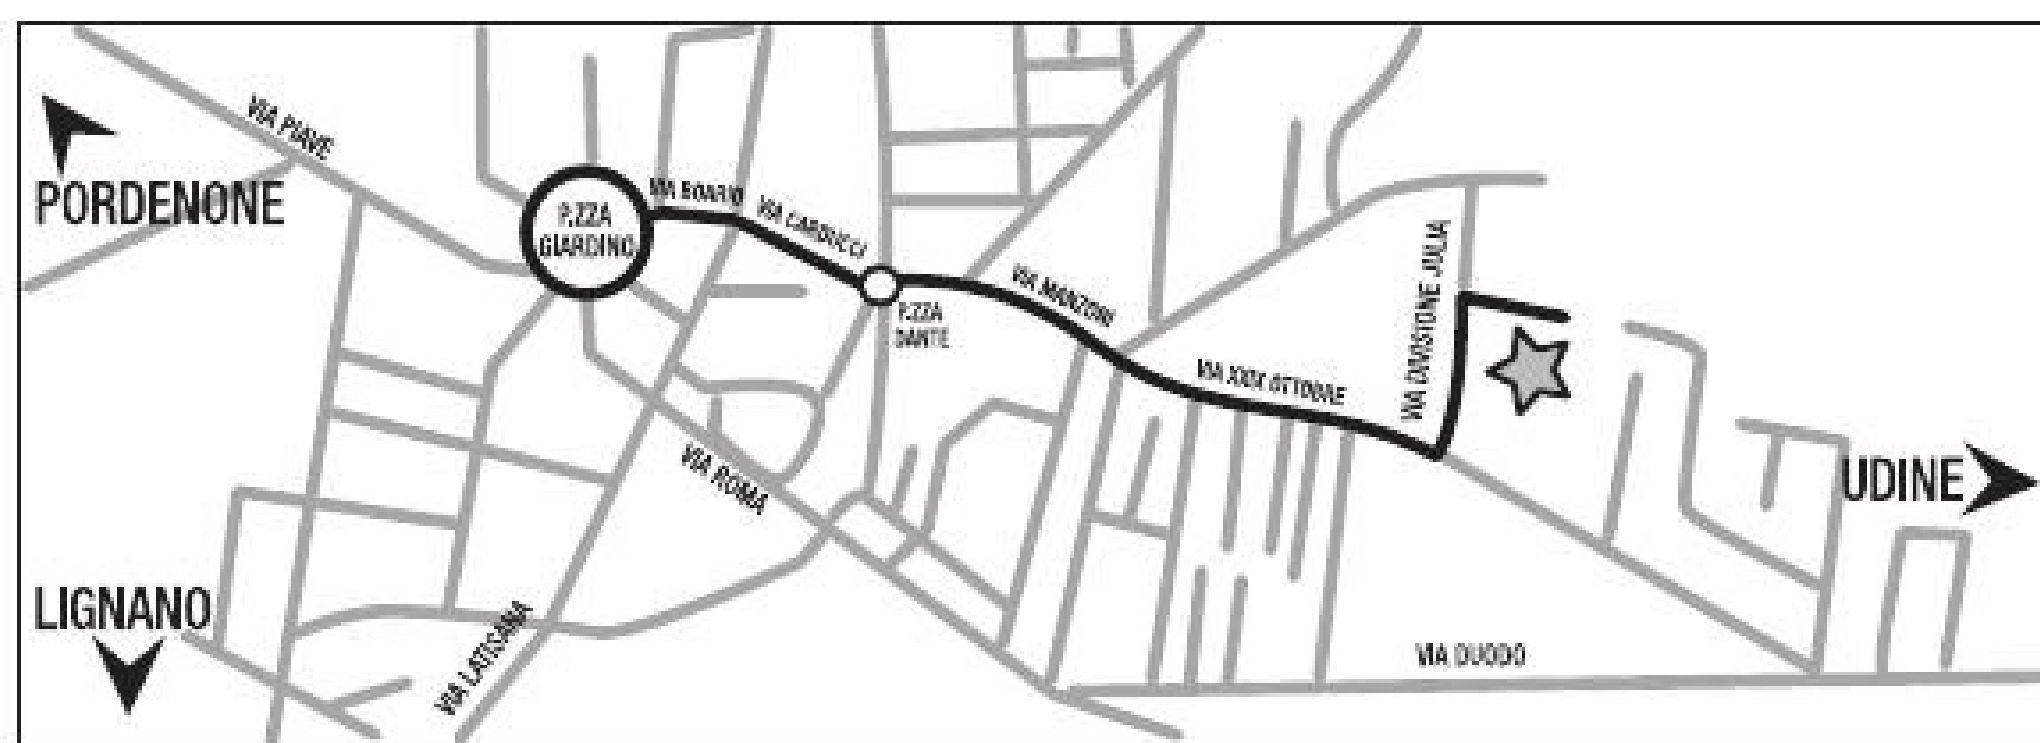 VIA PIAVE
PORDENONE
P.ZZA
GIARDINO
VIA BOARIO
VIA CARDUCCI
P.ZZA
DANTE
VIA MANZONI
VIA XXX OTTOBRE
VIA DIVISIONE JULIA
VIA ROMA
UDINE
LIGNANO
VIA LATISANA
VIA DUODO